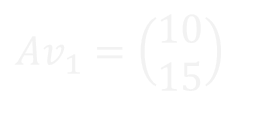 Av₁ = (10
15)